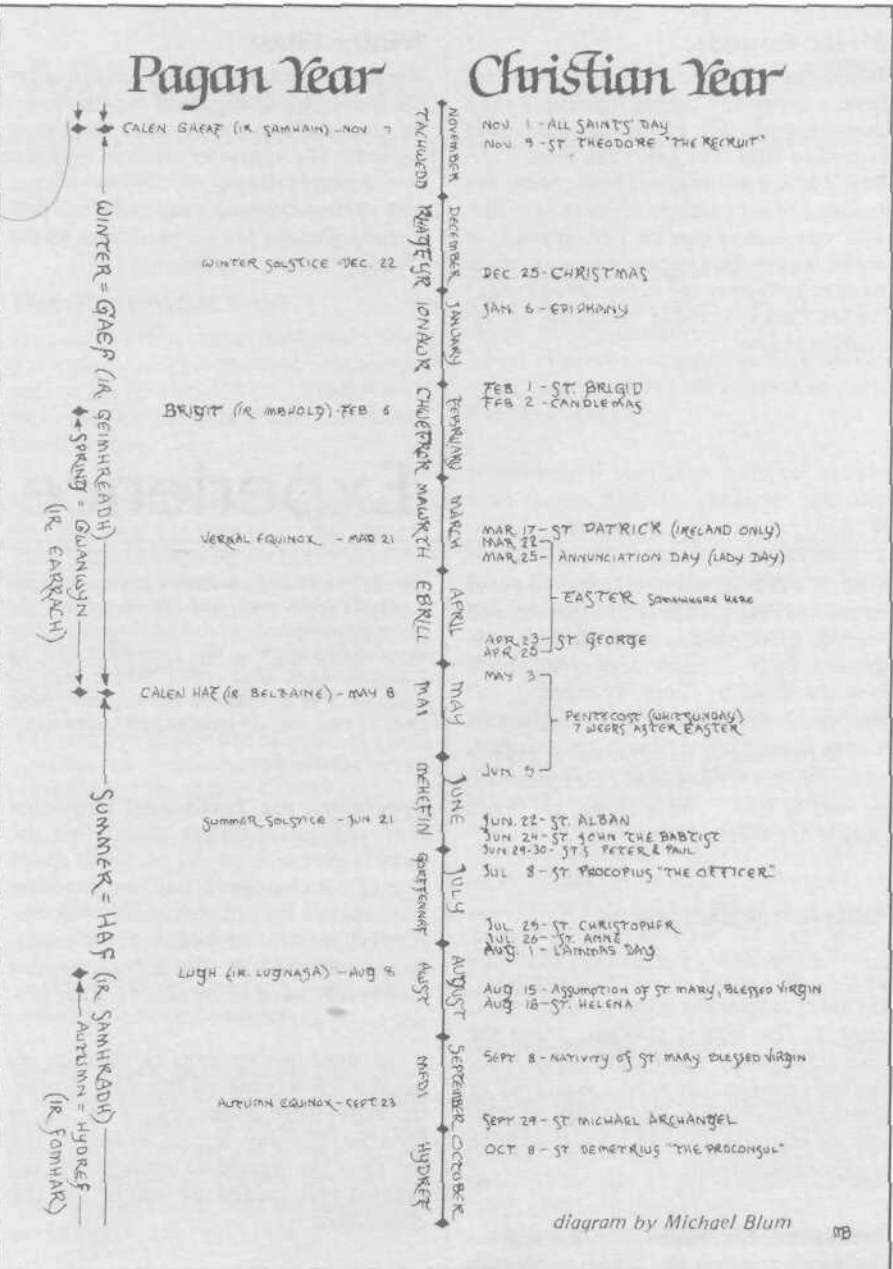 Pagan Year
Christian Year
CALEN GAEAF (IR. SAMHAIN) - NOV 7
WINTER SOLSTICE - DEC. 22
BRIGIT (IR. IMBHOLD) - FEB 6
VERNAL EQUINOX - MAR 21
CALEN HAF (IR. BELTAINE) - MAY 8
SUMMER SOLSTICE - JUN 21
LUGH (IR. LUGNASA) - AUG 8
AUTUMN EQUINOX - SEPT 23
WINTER = GAEF (IR GEIMHREADH)
SPRING = GWANWYN
(IR EARRACH)
SUMMER = HAF (IR SAMHRADH)
AUTUMN = HYDREF
(IR FOMHAR)
TACHWEDD
RHAGFYR
IONAWR
CHWEFROR
MAWRTH
EBRILL
MAI
MEHEFIN
GORFFENNAF
AWST
MEDI
HYDREF
NOVEMBER
DECEMBER
JANUARY
FEBRUARY
MARCH
APRIL
MAY
JUNE
JULY
AUGUST
SEPTEMBER
OCTOBER
NOV. 1 - ALL SAINTS' DAY
NOV. 9 - ST. THEODORE "THE RECRUIT"
DEC. 25 - CHRISTMAS
JAN. 6 - EPIPHANY
FEB. 1 - ST. BRIGID
FEB. 2 - CANDLEMAS
MAR. 17 - ST. PATRICK (IRELAND ONLY)
MAR. 22
MAR. 25 - ANNUNCIATION DAY (LADY DAY)
EASTER SOMEWHERE HERE
APR. 23 - ST. GEORGE
APR. 25
MAY 3
PENTECOST (WHITSUNDAY)
7 WEEKS AFTER EASTER
JUN. 5
JUN. 22 - ST. ALBAN
JUN. 24 - ST. JOHN THE BABTIST
JUN. 29-30 - STS PETER & PAUL
JUL. 8 - ST. PROCOPIUS "THE OFFICER"
JUL. 25 - ST. CHRISTOPHER
JUL. 26 - ST. ANNE
AUG. 1 - LAMMAS DAY
AUG. 15 - ASSUMPTION OF ST MARY, BLESSED VIRGIN
AUG. 18 - ST. HELENA
SEPT. 8 - NATIVITY OF ST MARY BLESSED VIRGIN
SEPT 29 - ST. MICHAEL ARCHANGEL
OCT 8 - ST. DEMETRIUS "THE PROCONSUL"
diagram by Michael Blum
MB
Experience